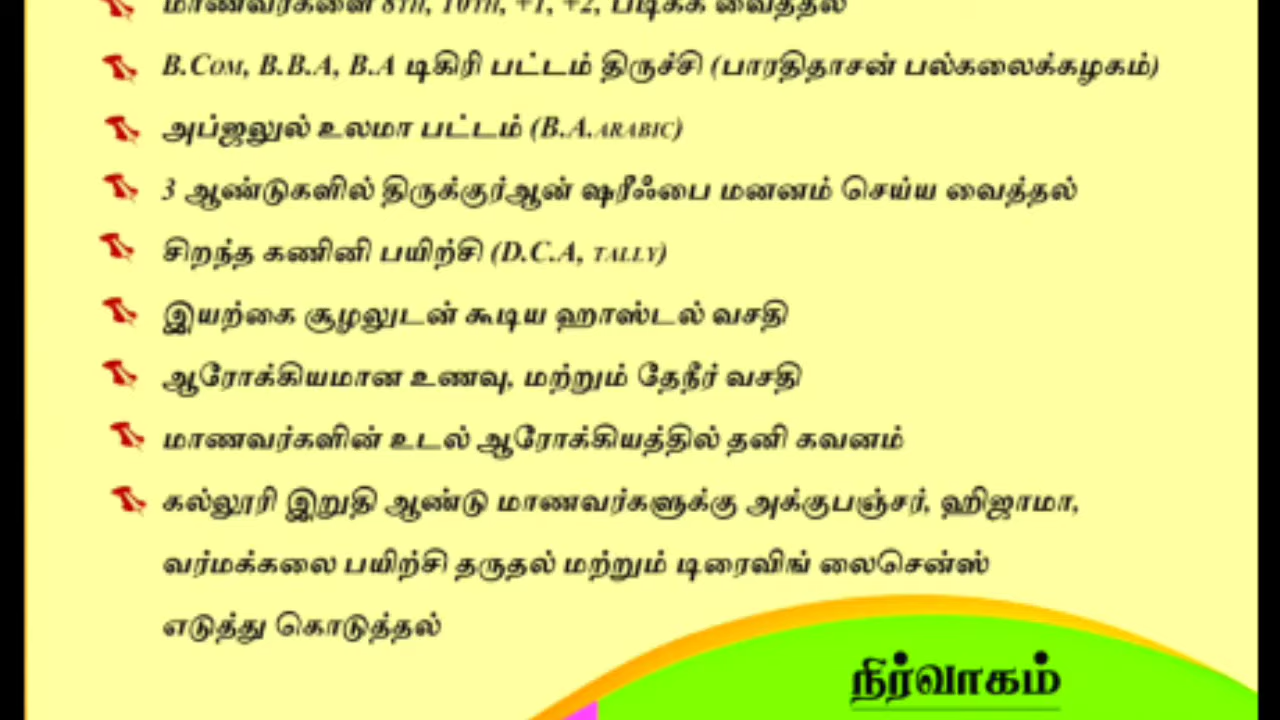 மாணவர்களை 8TH, 10TH, +1, +2, படிக்க வைத்தல்
B.COM, B.B.A, B.A டிகிரி பட்டம் திருச்சி (பாரதிதாசன் பல்கலைக்கழகம்)
அப்ஜலுல் உலமா பட்டம் (B.A.ARABIC)
3 ஆண்டுகளில் திருக்குர்ஆன் ஷரீஃபை மனனம் செய்ய வைத்தல்
சிறந்த கணினி பயிற்சி (D.C.A, TALLY)
இயற்கை சூழலுடன் கூடிய ஹாஸ்டல் வசதி
ஆரோக்கியமான உணவு, மற்றும் தேநீர் வசதி
மாணவர்களின் உடல் ஆரோக்கியத்தில் தனி கவனம்
கல்லூரி இறுதி ஆண்டு மாணவர்களுக்கு அக்குபஞ்சர், ஹிஜாமா,
வர்மக்கலை பயிற்சி தருதல் மற்றும் டிரைவிங் லைசென்ஸ்
எடுத்து கொடுத்தல்
நிர்வாகம்